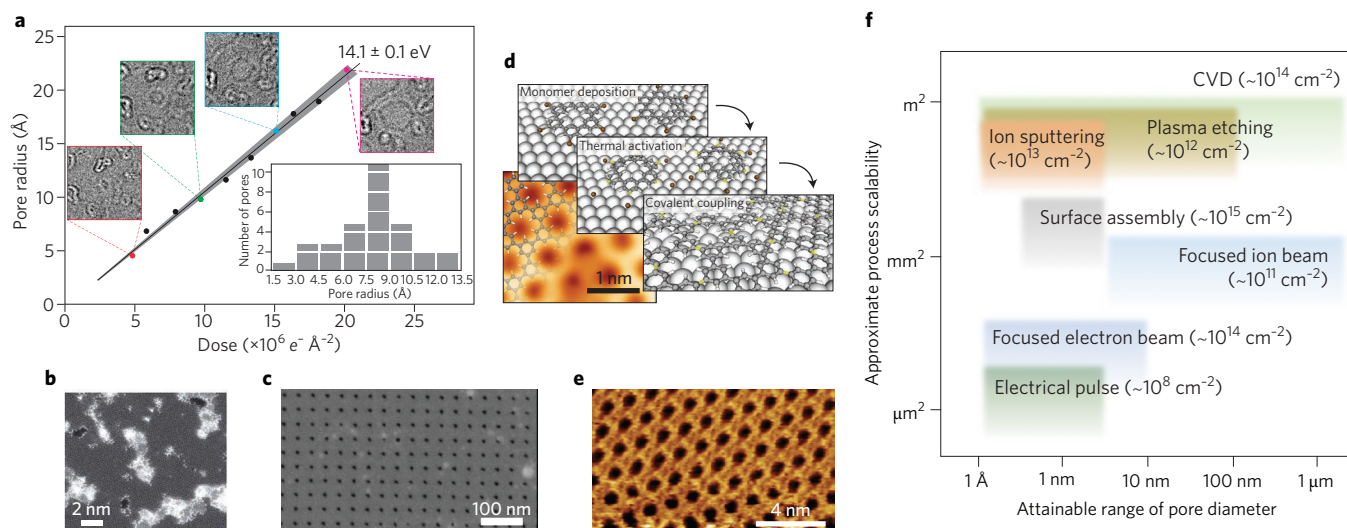 a
25
20
15
10
5
0
Pore radius (Å)
0
5
10
15
20
25
Dose (×10⁶ e⁻ Å⁻²)
14.1 ± 0.1 eV
10
8
6
4
2
0
Number of pores
1.5 3.0 4.5 6.0 7.5 9.0 10.5 12.0 13.5
Pore radius (Å)
b
2 nm
c
100 nm
d
Monomer deposition
Thermal activation
Covalent coupling
1 nm
e
4 nm
f
Approximate process scalability
m²
mm²
μm²
CVD (~10¹⁴ cm⁻²)
Ion sputtering
(~10¹³ cm⁻²)
Plasma etching
(~10¹² cm⁻²)
Surface assembly (~10¹⁵ cm⁻²)
Focused ion beam
(~10¹¹ cm⁻²)
Focused electron beam (~10¹⁴ cm⁻²)
Electrical pulse (~10⁸ cm⁻²)
1 Å
1 nm
10 nm
100 nm
1 μm
Attainable range of pore diameter